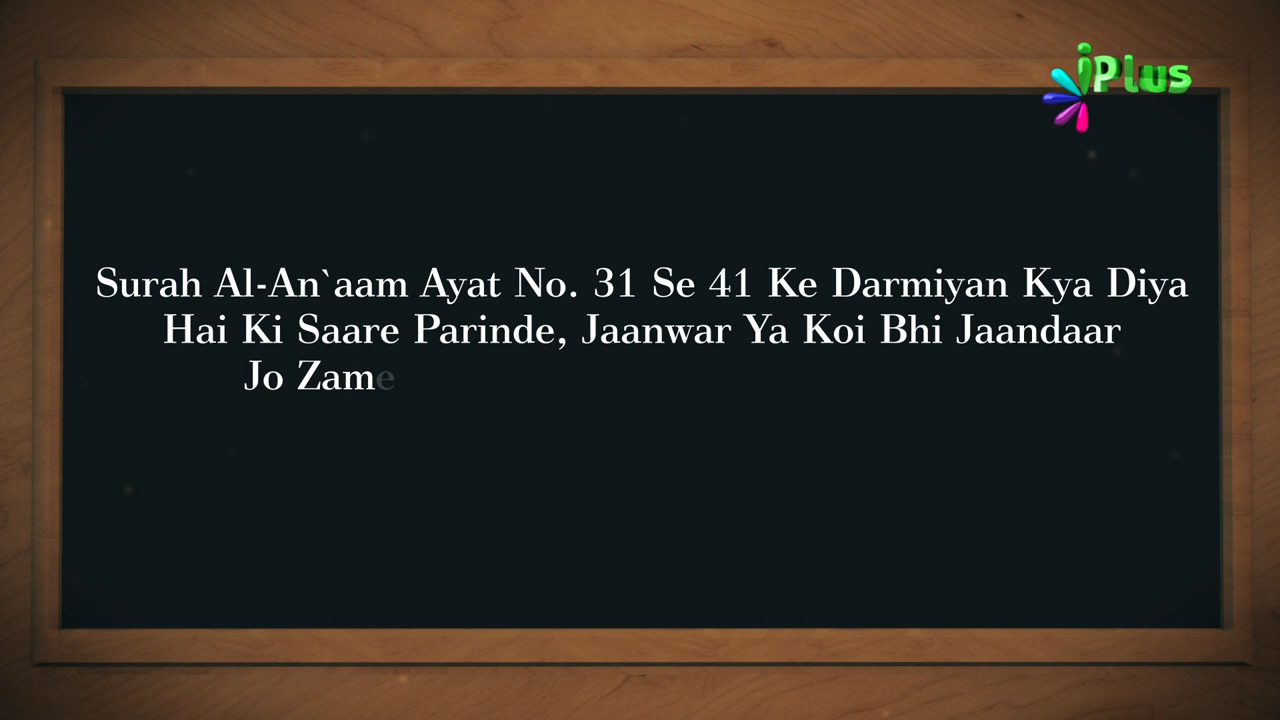 iPlus
Surah Al-An`aam Ayat No. 31 Se 41 Ke Darmiyan Kya Diya
Hai Ki Saare Parinde, Jaanwar Ya Koi Bhi Jaandaar
Jo Zame